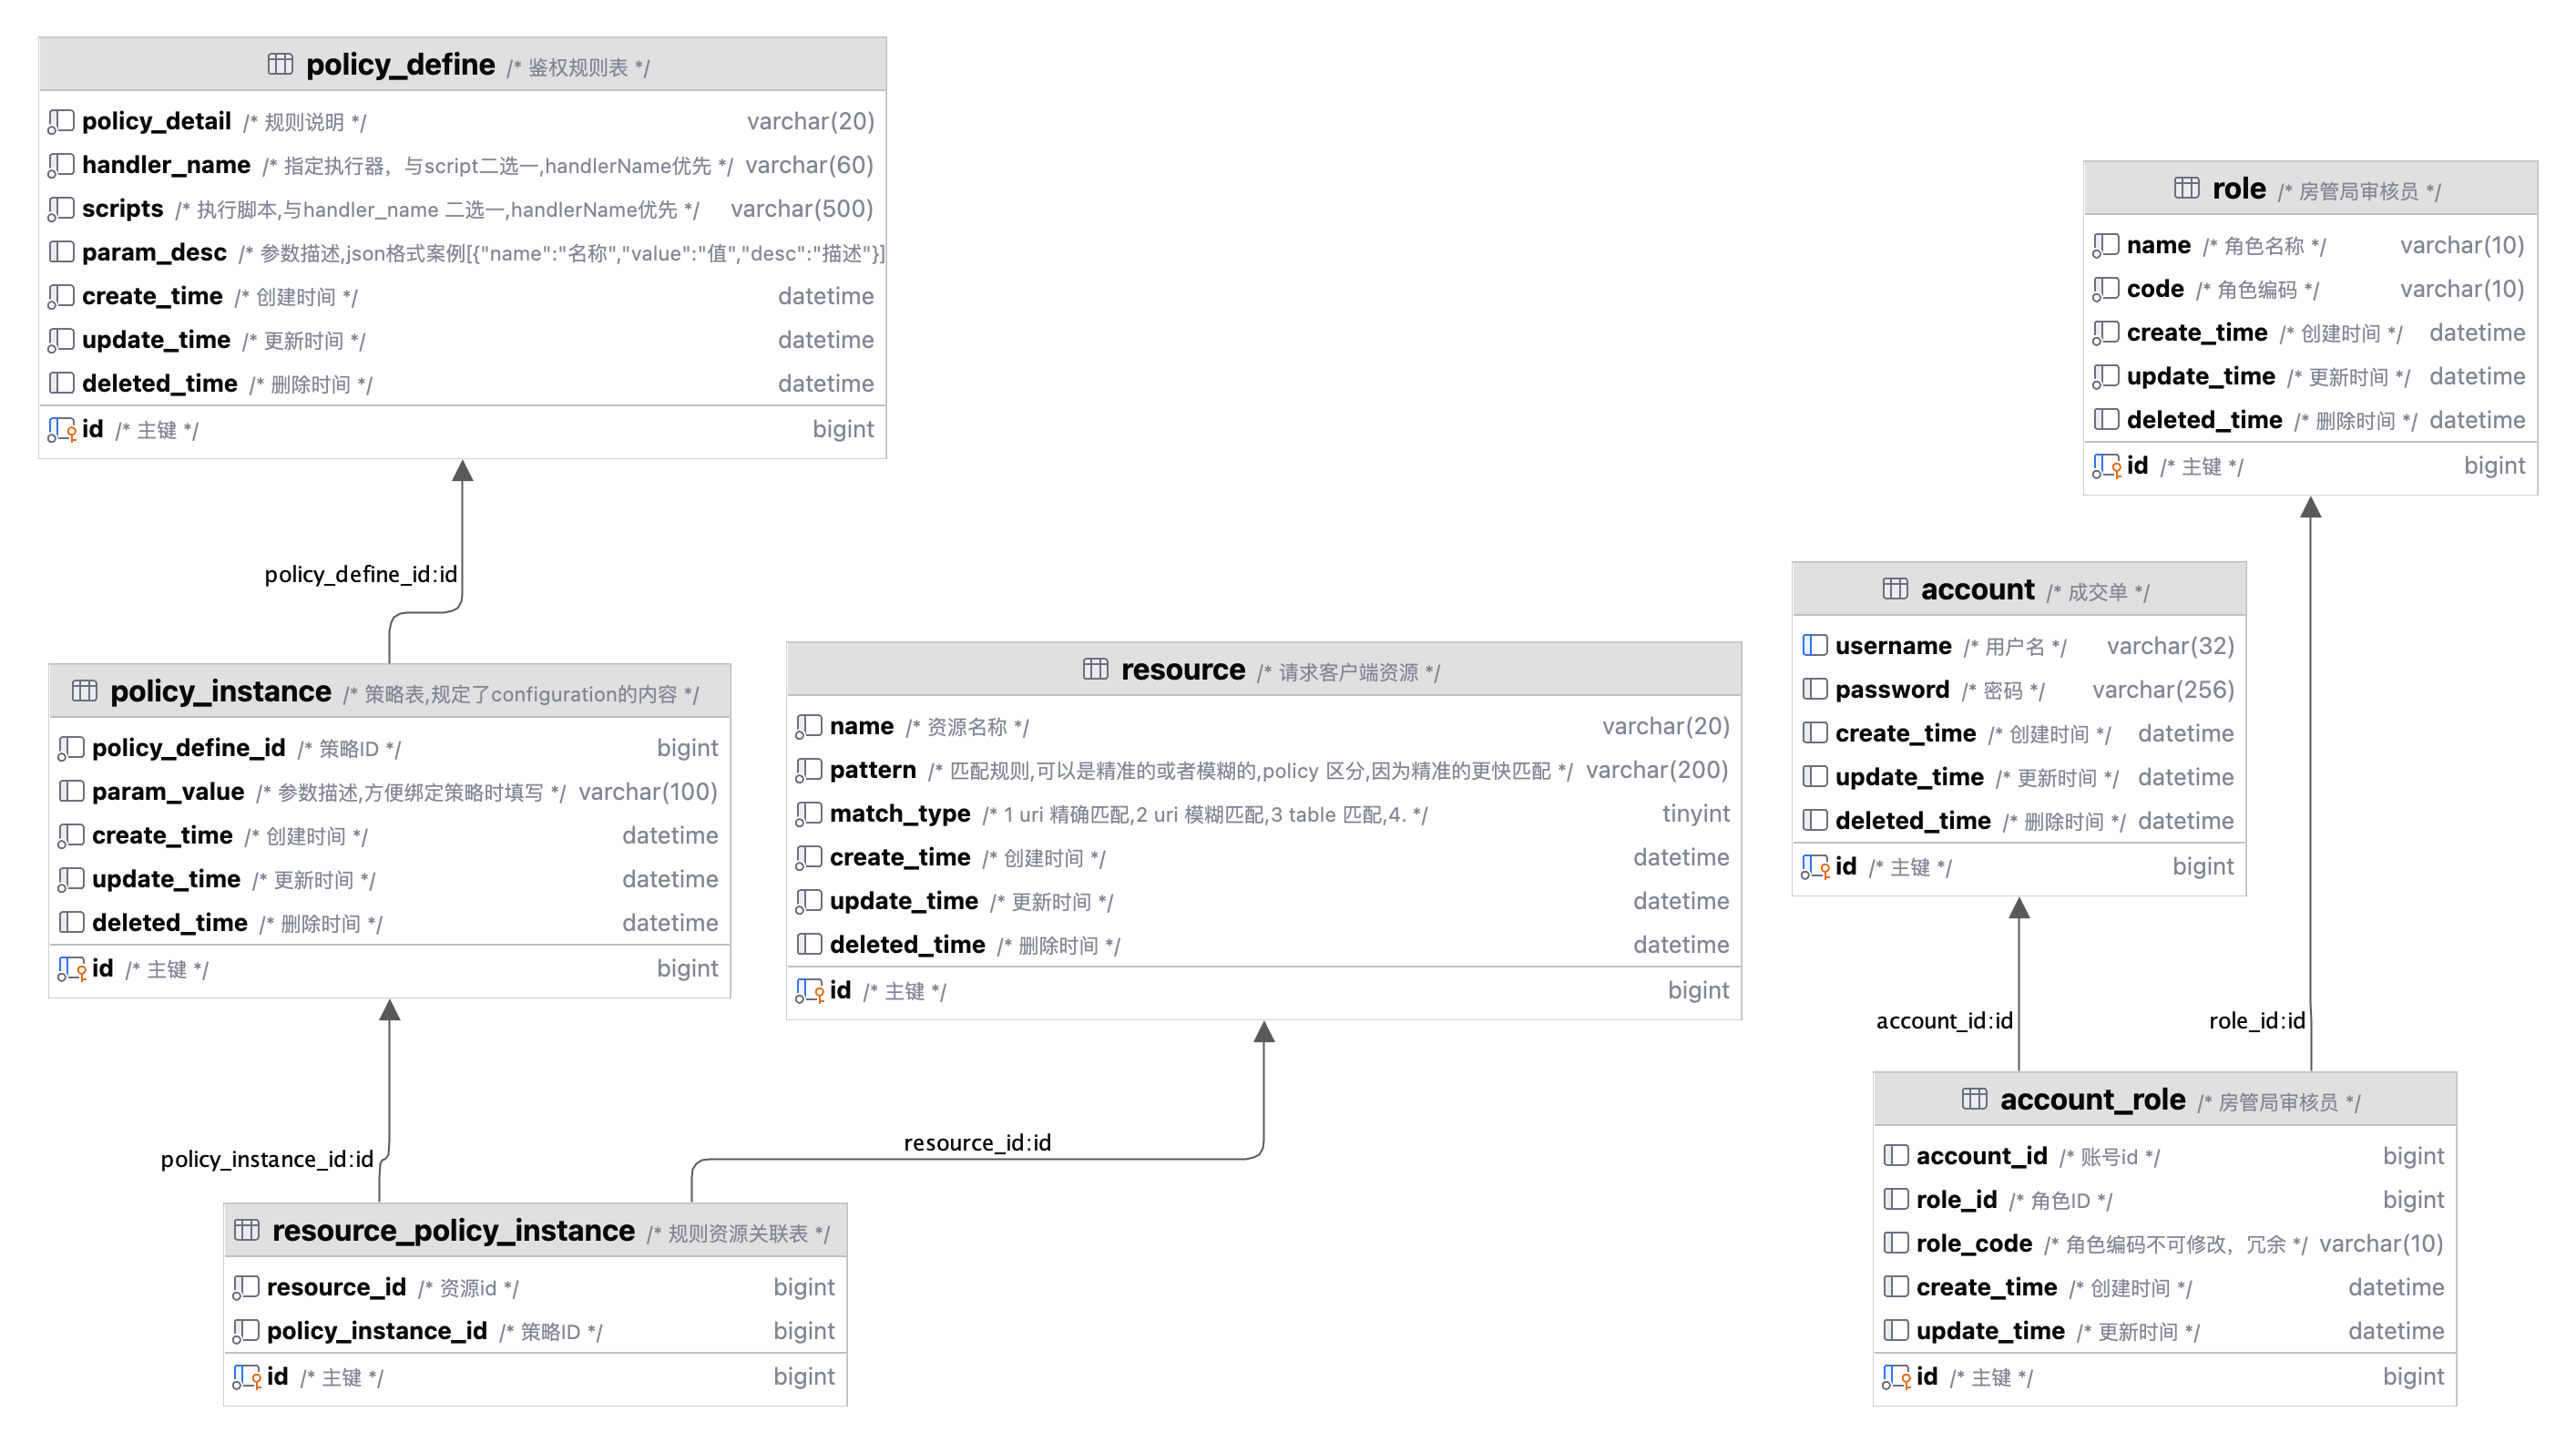 policy_define /* 鉴权规则表 */
policy_detail /* 规则说明 */ varchar(20)
handler_name /* 指定执行器，与script二选一,handlerName优先 */ varchar(60)
scripts /* 执行脚本,与handler_name 二选一,handlerName优先 */ varchar(500)
param_desc /* 参数描述,json格式案例[{"name":"名称","value":"值","desc":"描述"}]
create_time /* 创建时间 */ datetime
update_time /* 更新时间 */ datetime
deleted_time /* 删除时间 */ datetime
id /* 主键 */ bigint
role /* 房管局审核员 */
name /* 角色名称 */ varchar(10)
code /* 角色编码 */ varchar(10)
create_time /* 创建时间 */ datetime
update_time /* 更新时间 */ datetime
deleted_time /* 删除时间 */ datetime
id /* 主键 */ bigint
policy_define_id:id
account /* 成交单 */
username /* 用户名 */ varchar(32)
password /* 密码 */ varchar(256)
create_time /* 创建时间 */ datetime
update_time /* 更新时间 */ datetime
deleted_time /* 删除时间 */ datetime
id /* 主键 */ bigint
policy_instance /* 策略表,规定了configuration的内容 */
policy_define_id /* 策略ID */ bigint
param_value /* 参数描述,方便绑定策略时填写 */ varchar(100)
create_time /* 创建时间 */ datetime
update_time /* 更新时间 */ datetime
deleted_time /* 删除时间 */ datetime
id /* 主键 */ bigint
resource /* 请求客户端资源 */
name /* 资源名称 */ varchar(20)
pattern /* 匹配规则,可以是精准的或者模糊的,policy 区分,因为精准的更快匹配 */ varchar(200)
match_type /* 1 uri 精确匹配,2 uri 模糊匹配,3 table 匹配,4. */ tinyint
create_time /* 创建时间 */ datetime
update_time /* 更新时间 */ datetime
deleted_time /* 删除时间 */ datetime
id /* 主键 */ bigint
account_id:id
role_id:id
policy_instance_id:id
resource_id:id
resource_policy_instance /* 规则资源关联表 */
resource_id /* 资源id */ bigint
policy_instance_id /* 策略ID */ bigint
id /* 主键 */ bigint
account_role /* 房管局审核员 */
account_id /* 账号id */ bigint
role_id /* 角色ID */ bigint
role_code /* 角色编码不可修改，冗余 */ varchar(10)
create_time /* 创建时间 */ datetime
update_time /* 更新时间 */ datetime
id /* 主键 */ bigint